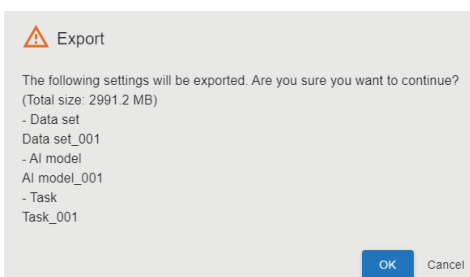 Export
The following settings will be exported. Are you sure you want to continue?
(Total size: 2991.2 MB)
- Data set
Data set_001
- AI model
AI model_001
- Task
Task_001
OK Cancel